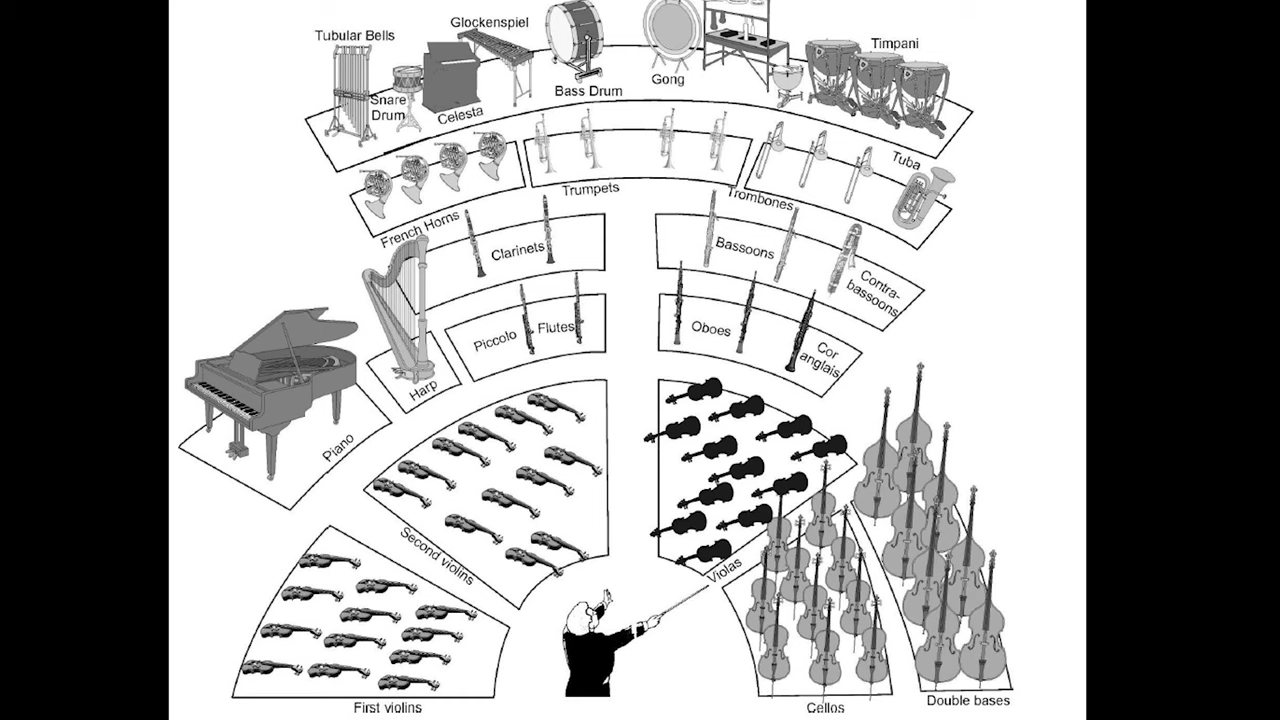 Glockenspiel
Tubular Bells
Timpani
Gong
Bass Drum
Snare
Drum
Celesta
Tuba
Trumpets
Trombones
French Horns
Clarinets
Bassoons
Contra-
bassoons
Piccolo
Flutes
Oboes
Cor
anglais
Harp
Piano
Second violins
Violas
First violins
Cellos
Double bases